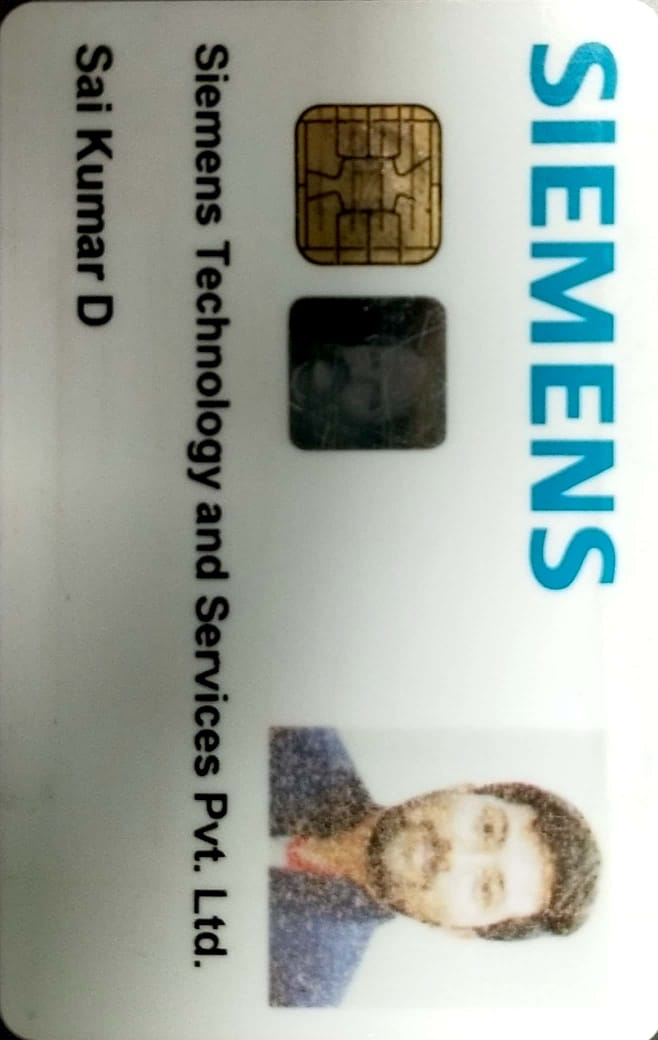 SIEMENS
Siemens Technology and Services Pvt. Ltd.
Sai Kumar D